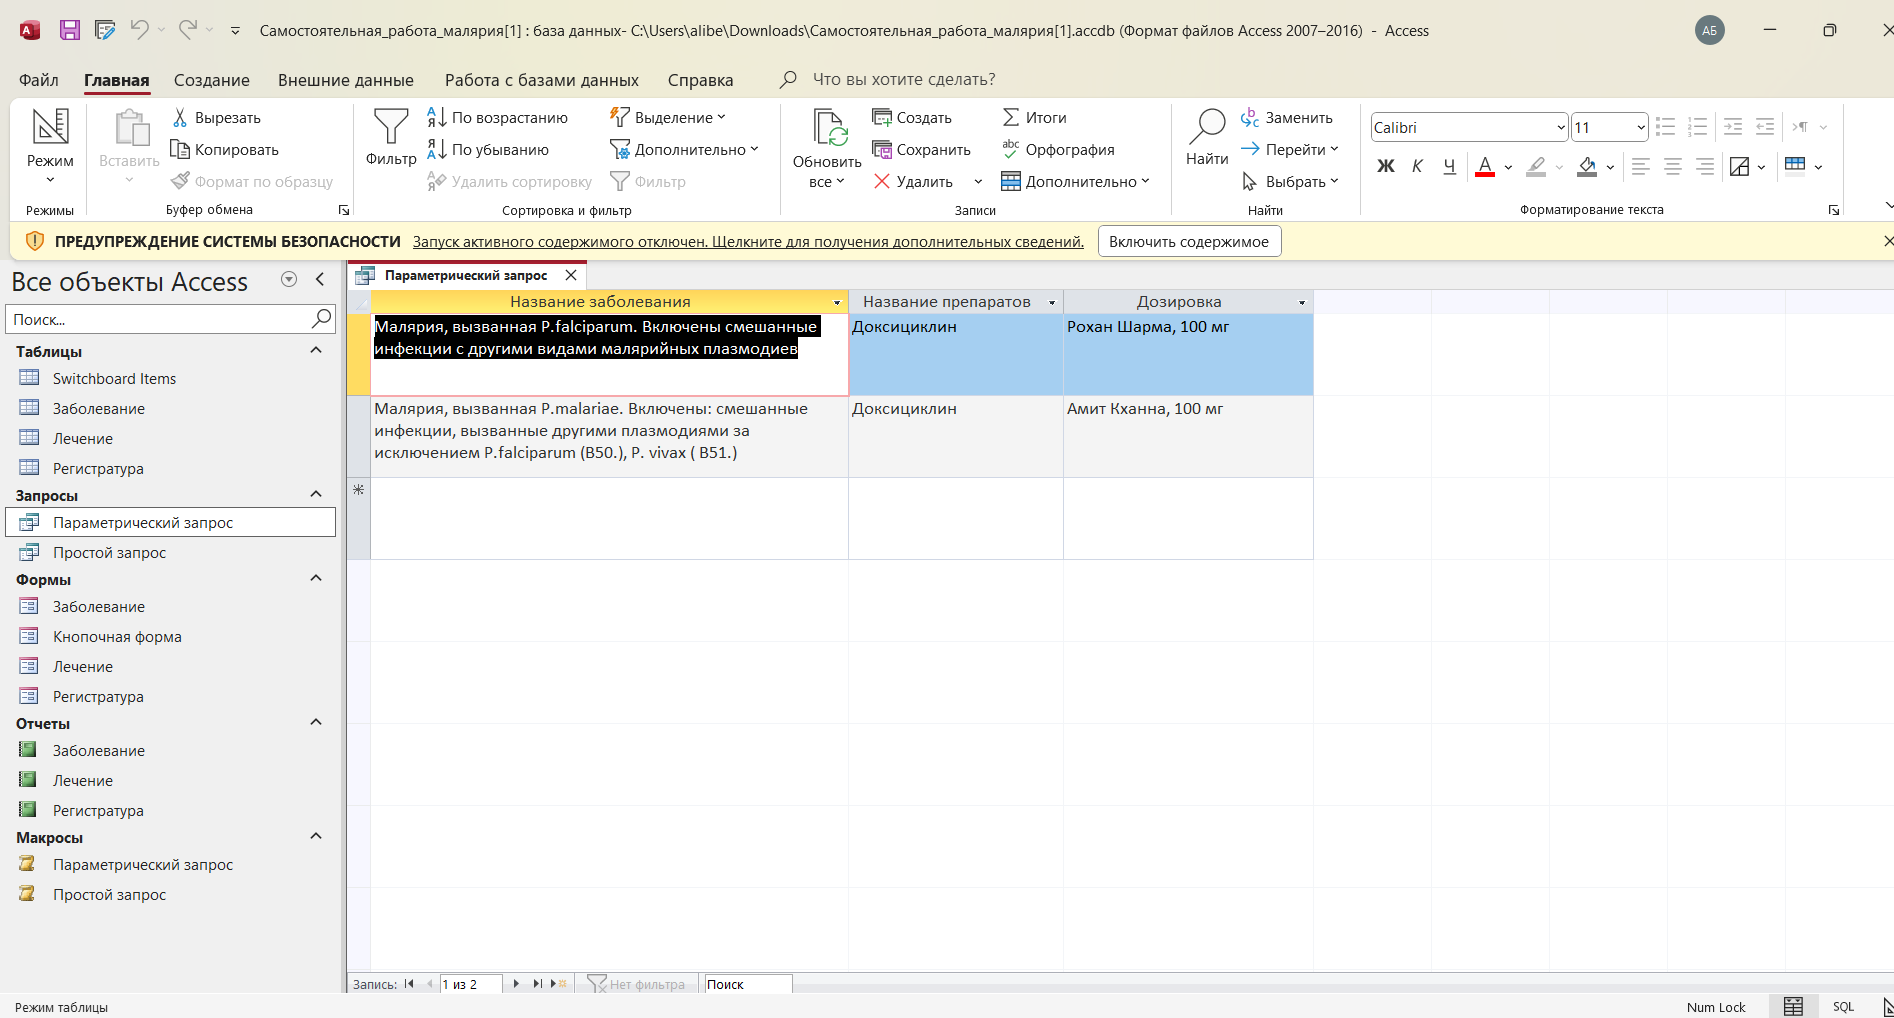 Самостоятельная_работа_малярия[1] : база данных- C:\Users\alibe\Downloads\Самостоятельная_работа_малярия[1].accdb (Формат файлов Access 2007–2016)  -  Access
АБ
Файл Главная Создание Внешние данные Работа с базами данных Справка Что вы хотите сделать?
Режим
Режимы
Вставить
Вырезать
Копировать
Формат по образцу
Буфер обмена
Фильтр
По возрастанию
По убыванию
Удалить сортировку
Выделение
Дополнительно
Фильтр
Сортировка и фильтр
Обновить
все
Создать
Сохранить
Удалить
Итоги
Орфография
Дополнительно
Записи
Найти
Заменить
Перейти
Выбрать
Найти
Calibri 11
Ж К Ч А
Форматирование текста
ПРЕДУПРЕЖДЕНИЕ СИСТЕМЫ БЕЗОПАСНОСТИ Запуск активного содержимого отключен. Щелкните для получения дополнительных сведений. Включить содержимое
Все объекты Access
Поиск...
Таблицы
Switchboard Items
Заболевание
Лечение
Регистратура
Запросы
Параметрический запрос
Простой запрос
Формы
Заболевание
Кнопочная форма
Лечение
Регистратура
Отчеты
Заболевание
Лечение
Регистратура
Макросы
Параметрический запрос
Простой запрос
Параметрический запрос
Название заболевания Название препаратов Дозировка
Малярия, вызванная P.falciparum. Включены смешанные Доксициклин Рохан Шарма, 100 мг
инфекции с другими видами малярийных плазмодиев
Малярия, вызванная P.malariae. Включены: смешанные Доксициклин Амит Кханна, 100 мг
инфекции, вызванные другими плазмодиями за
исключением P.falciparum (B50.), P. vivax ( B51.)
Запись: 1 из 2 Нет фильтра Поиск
Режим таблицы Num Lock SQL